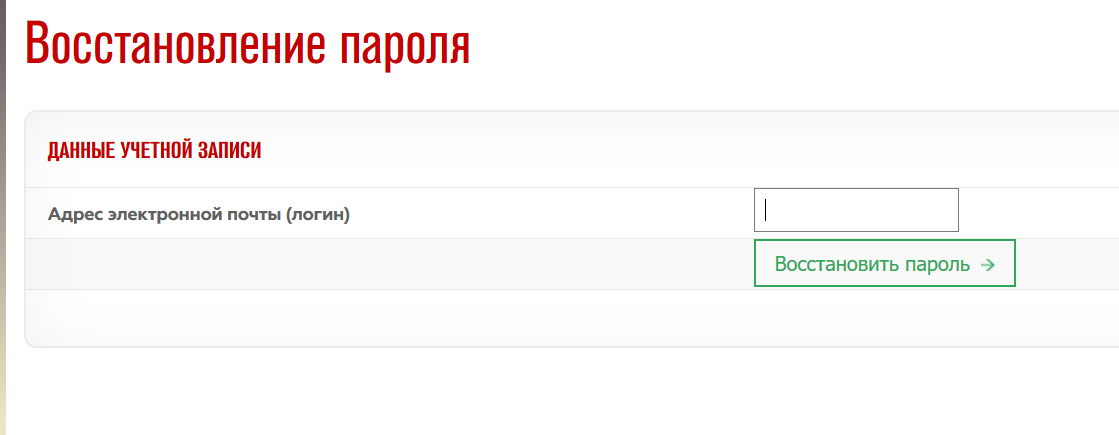 Восстановление пароля
ДАННЫЕ УЧЕТНОЙ ЗАПИСИ
Адрес электронной почты (логин)
Восстановить пароль →